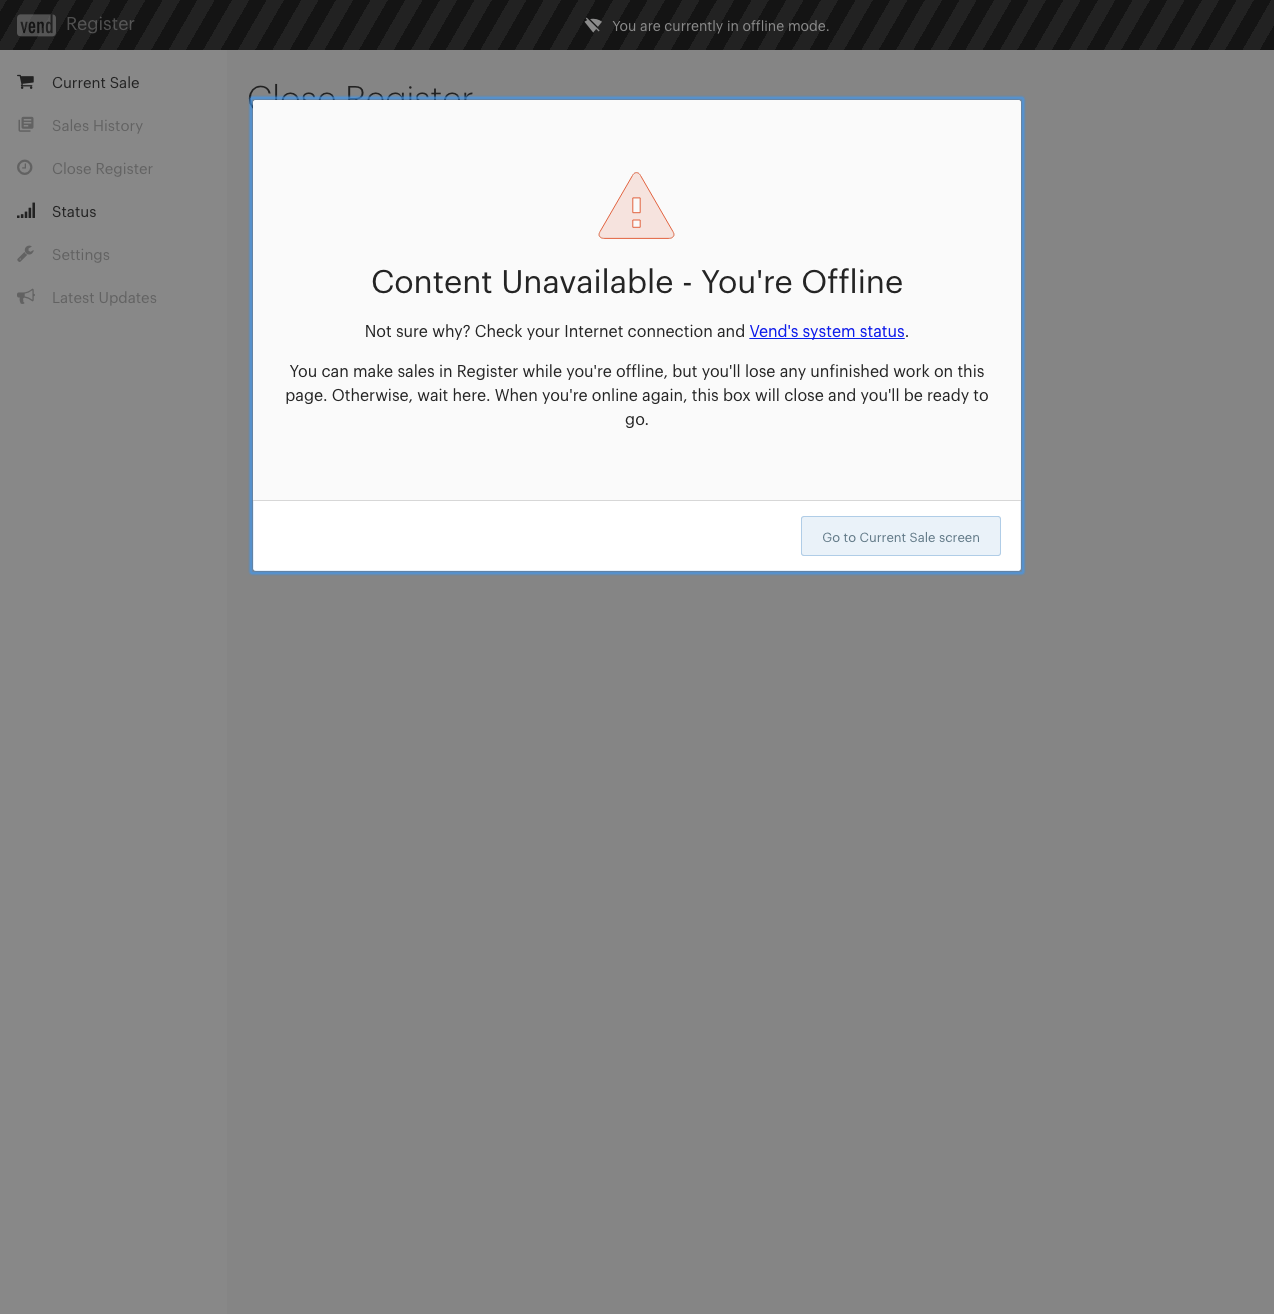 vend Register
You are currently in offline mode.
Current Sale
Sales History
Close Register
Status
Settings
Latest Updates
Close Register
Content Unavailable - You're Offline
Not sure why? Check your Internet connection and Vend's system status.
You can make sales in Register while you're offline, but you'll lose any unfinished work on this
page. Otherwise, wait here. When you're online again, this box will close and you'll be ready to
go.
Go to Current Sale screen